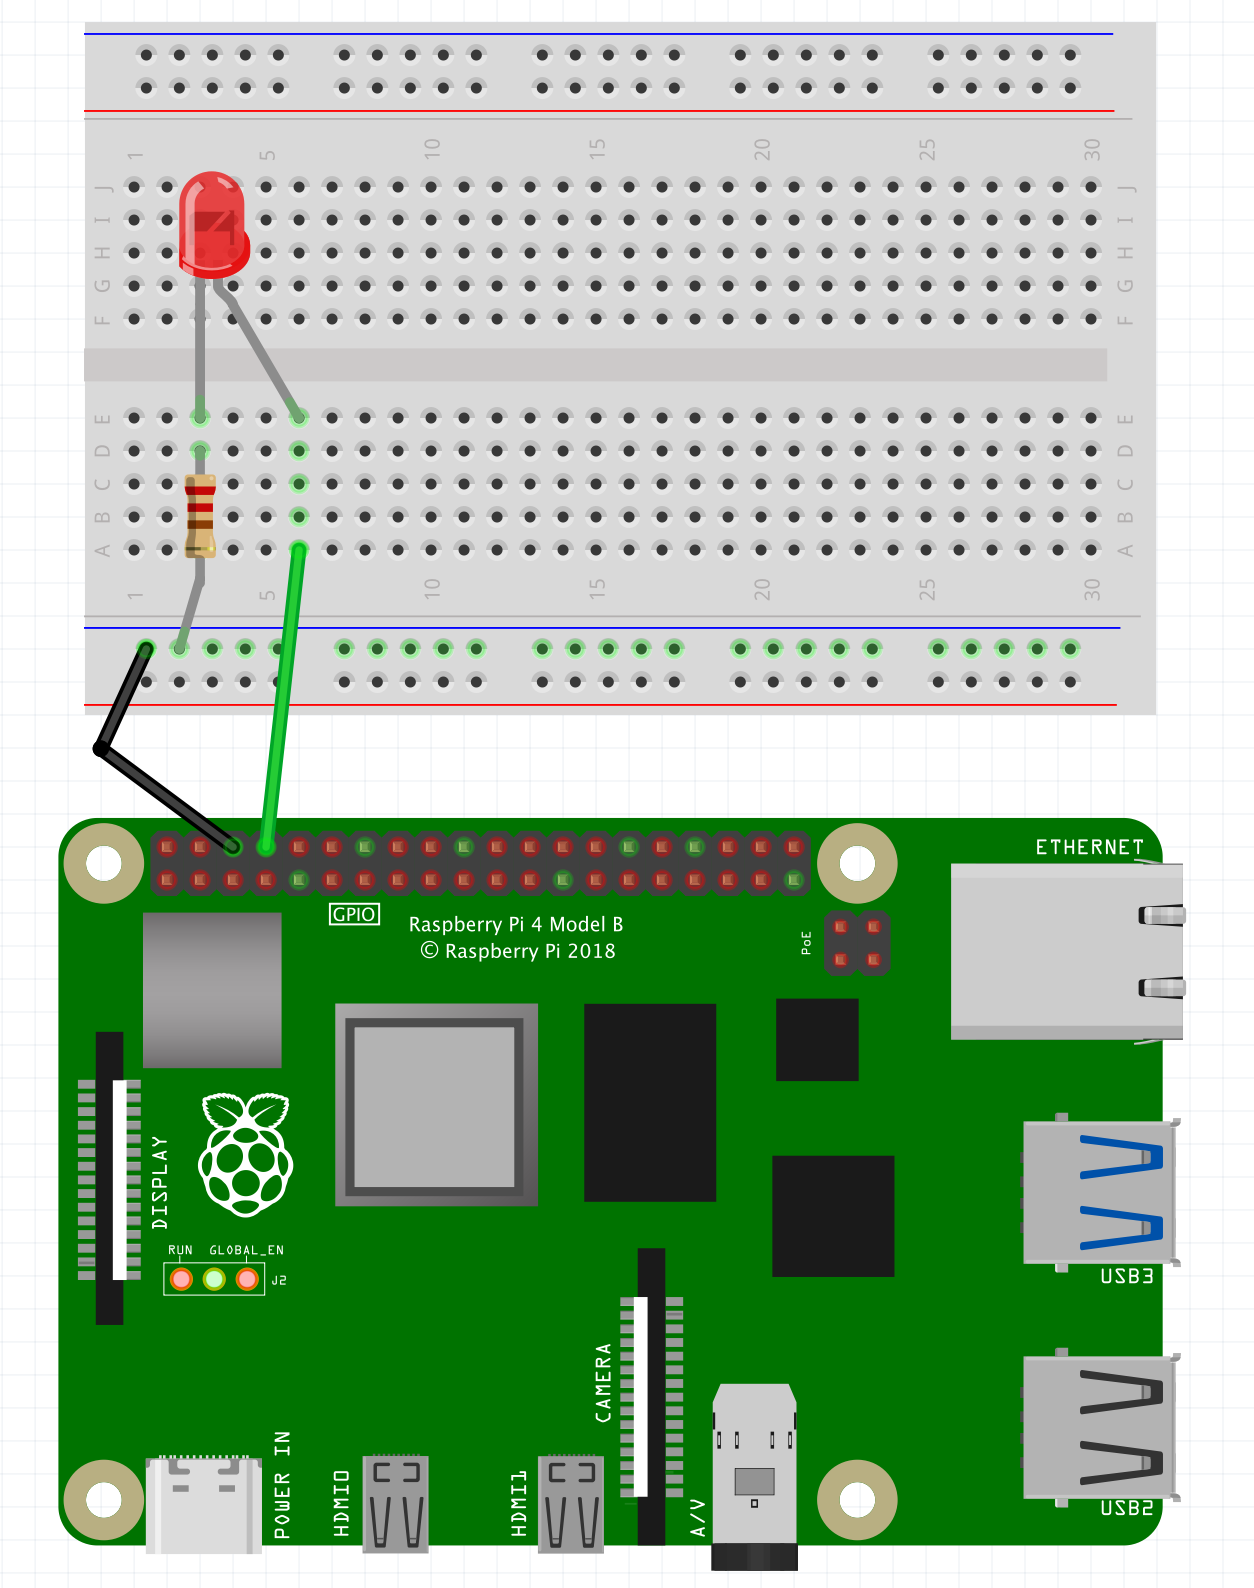 1 5 10 15 20 25 30
J J
I I
H H
G G
F F
E E
D D
C C
B B
A A
1 5 10 15 20 25 30
ETHERNET
GPIO
Raspberry Pi 4 Model B
© Raspberry Pi 2018
PoE
DISPLAY
RUN GLOBAL_EN
J2
USB3
CAMERA
POWER IN
HDMI0
HDMI1
A/V
USB2